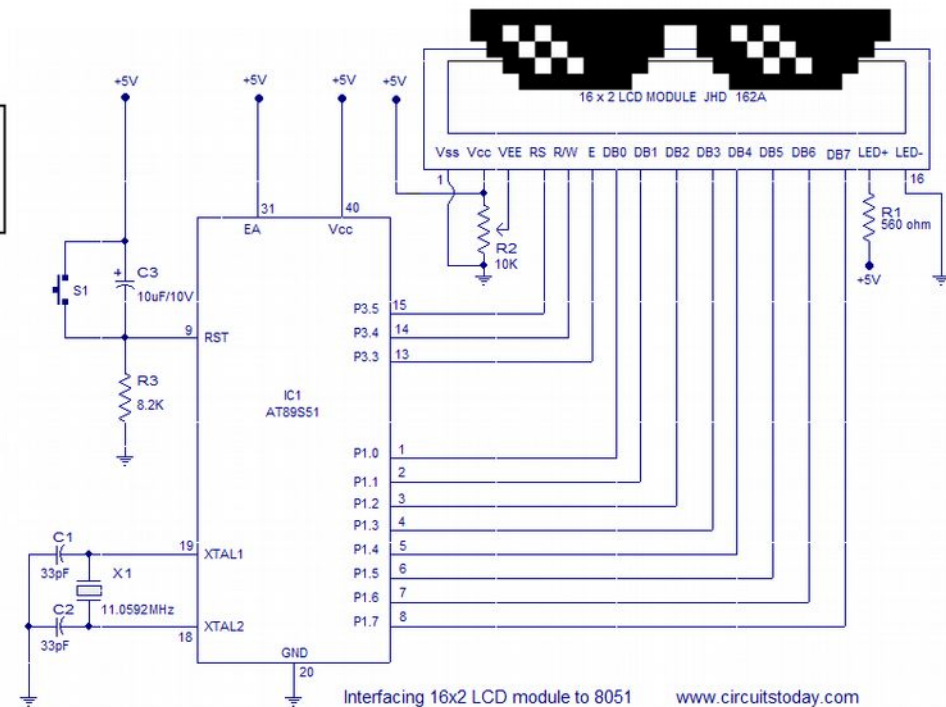 16 x 2 LCD MODULE JHD 162A
+5V +5V +5V +5V
Vss Vcc VEE RS R/W E DB0 DB1 DB2 DB3 DB4 DB5 DB6 DB7 LED+ LED-
1 16
31 40
EA Vcc
R2
10K
R1
560 ohm
+5V
+ C3
10uF/10V
S1
P3.5 15
P3.4 14
P3.3 13
9 RST
R3
8.2K
IC1
AT89S51
P1.0 1
P1.1 2
P1.2 3
P1.3 4
P1.4 5
P1.5 6
P1.6 7
P1.7 8
C1
33pF
19 XTAL1
X1
11.0592MHz
C2
33pF
18 XTAL2
GND
20
Interfacing 16x2 LCD module to 8051 www.circuitstoday.com